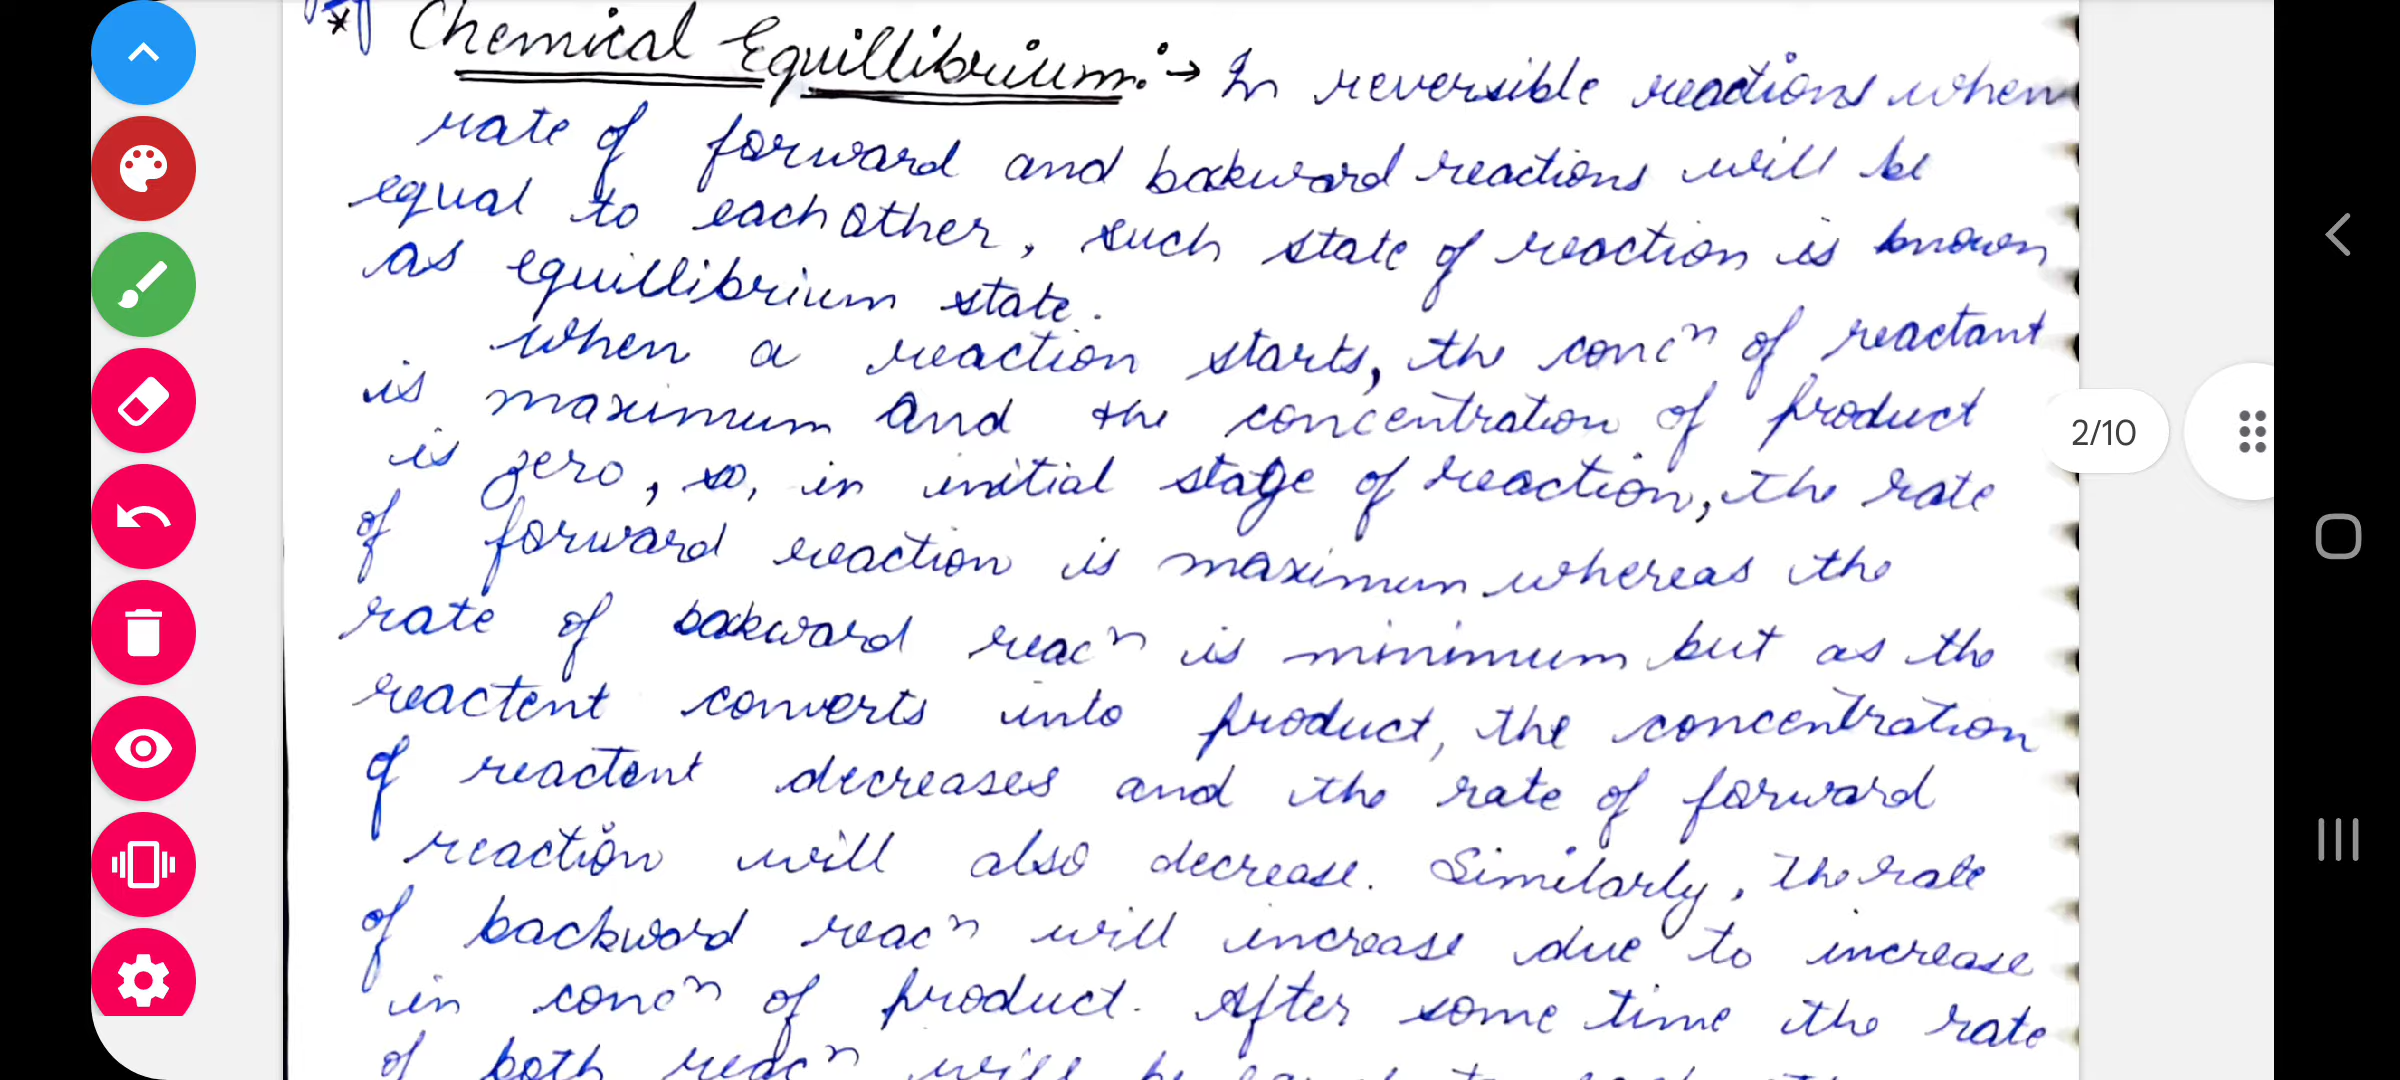 * Chemical Equillibrium :→ In reversible reactions when
rate of forward and backward reactions will be
equal to each other, such state of reaction is known
as equillibrium state.
When a reaction starts, the concn of reactant
is maximum and the concentration of product
is zero, so, in initial stage of reaction, the rate
of forward reaction is maximum whereas the
rate of backward reacn is minimum but as the
reactent converts into product, the concentration
of reactent decreases and the rate of forward
reaction will also decrease. Similarly, the rate
of backward reacn will increase due to increase
in concn of product. After some time the rate
of both reacn will be
2/10